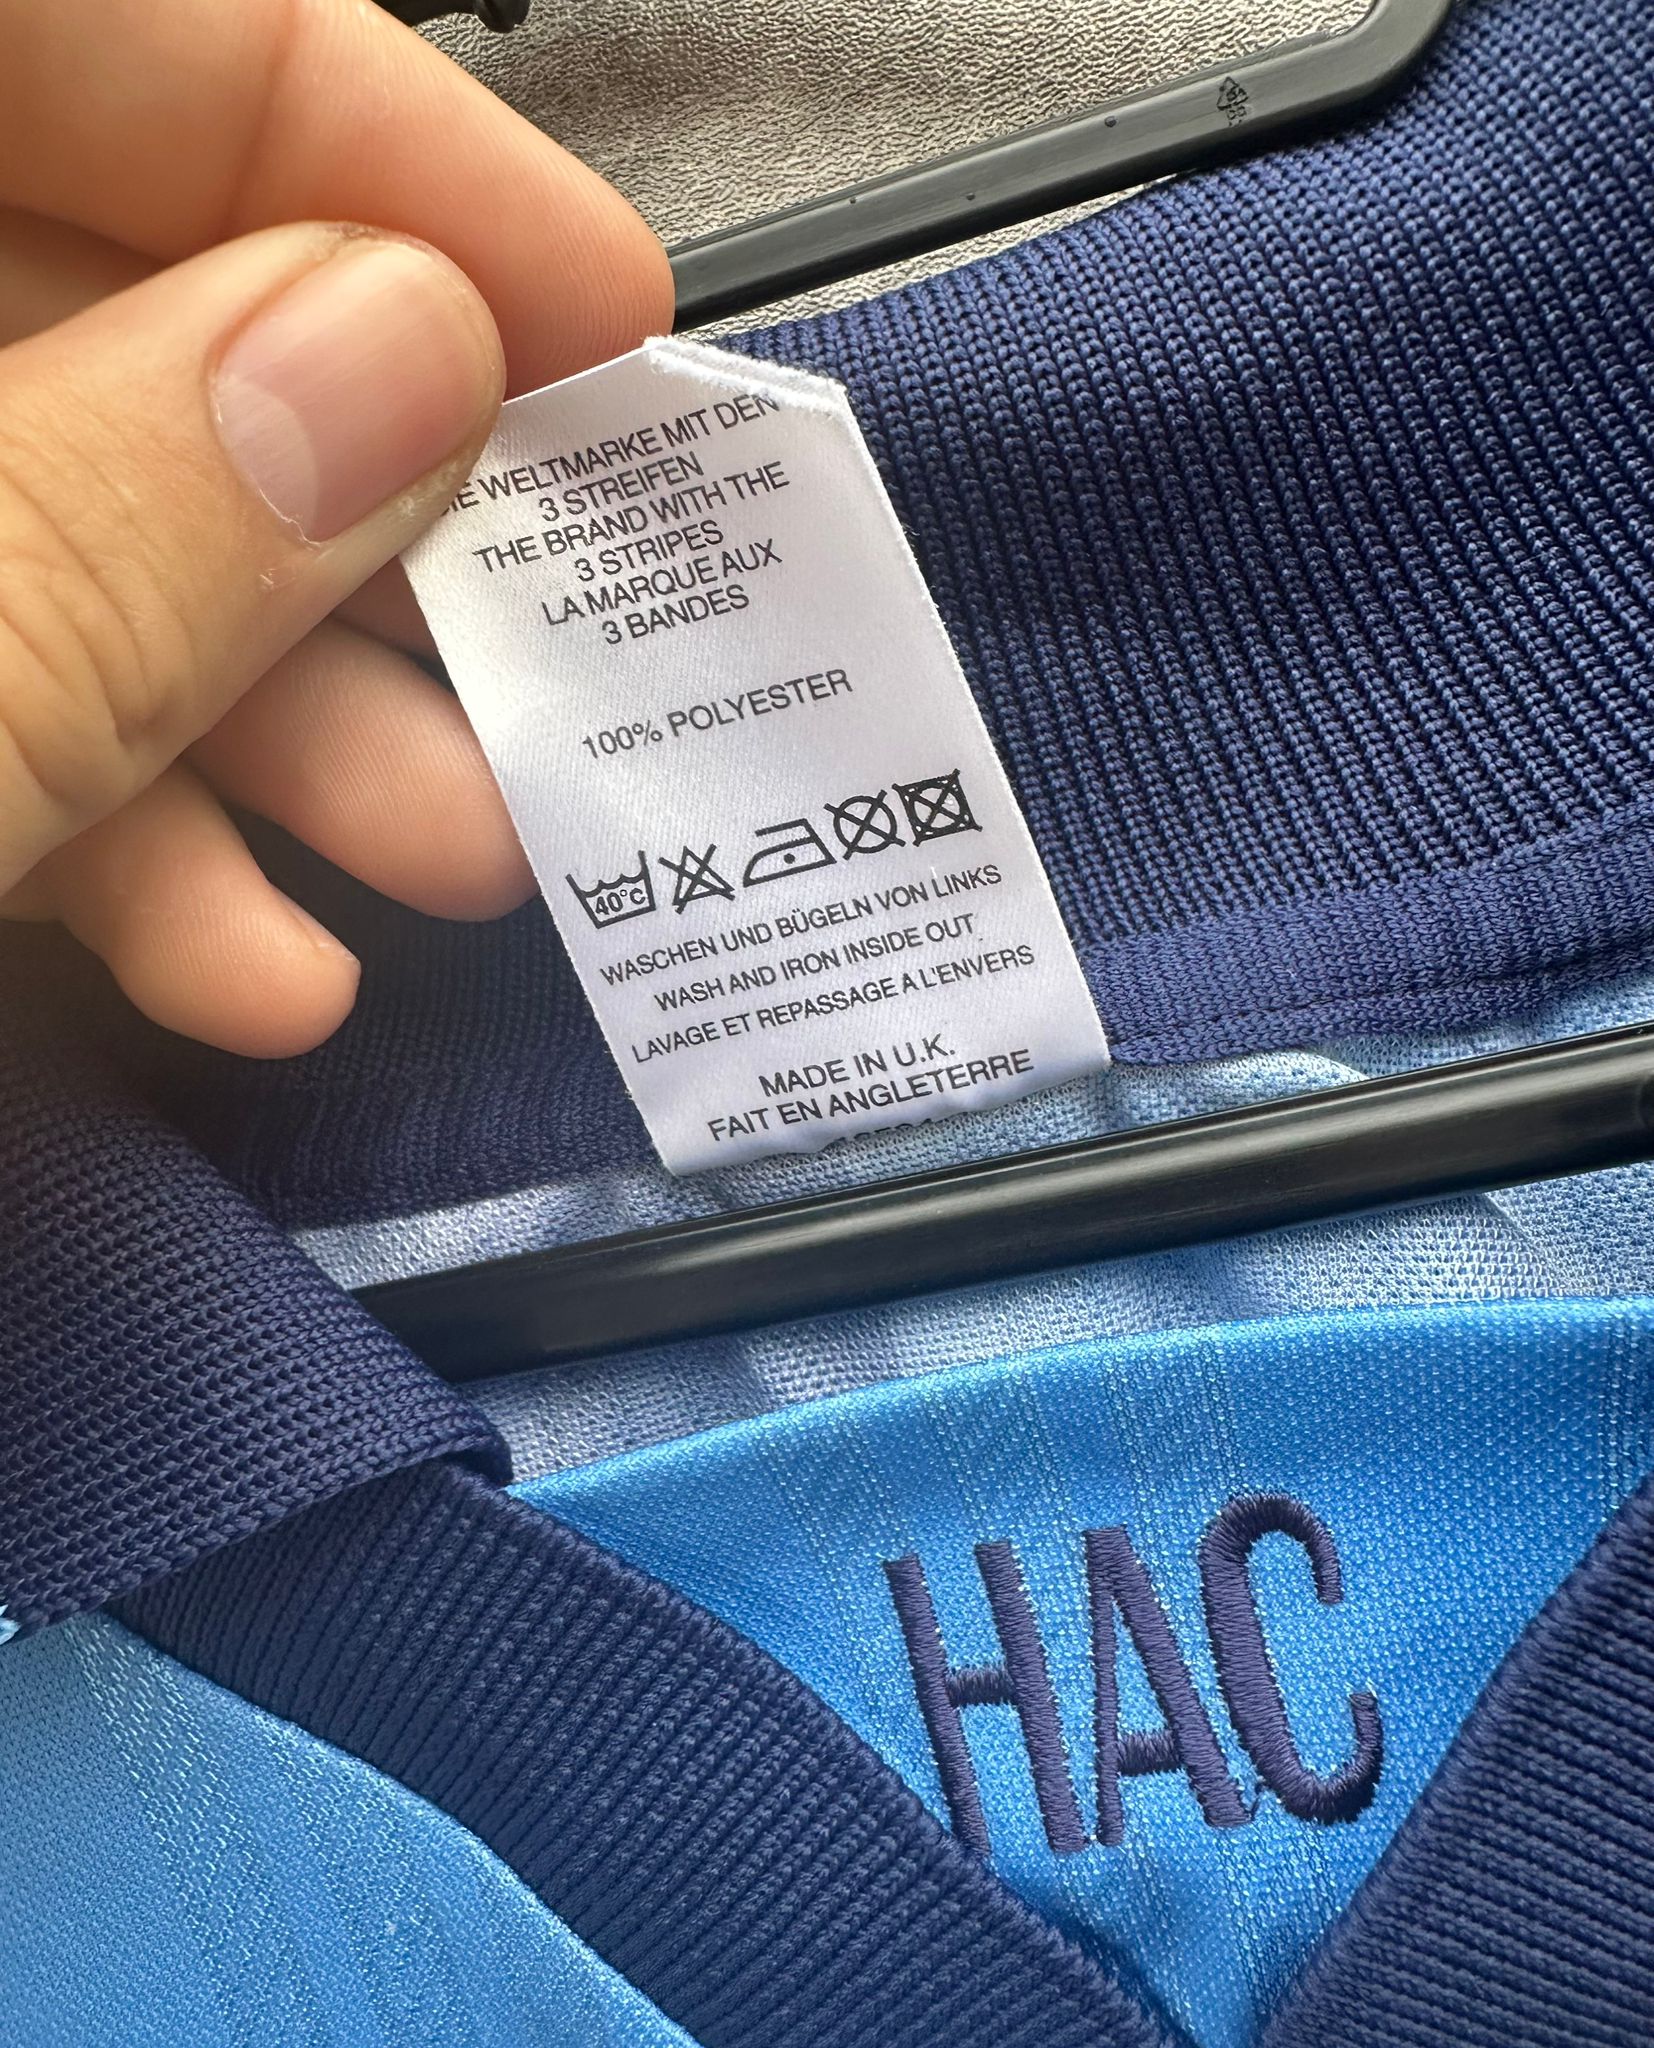 WELTMARKE MIT DEN
3 STREIFEN
THE BRAND WITH THE
3 STRIPES
LA MARQUE AUX
3 BANDES
100% POLYESTER
40°C
WASCHEN UND BÜGELN VON LINKS
WASH AND IRON INSIDE OUT
LAVAGE ET REPASSAGE A L'ENVERS
MADE IN U.K.
FAIT EN ANGLETERRE
HAC